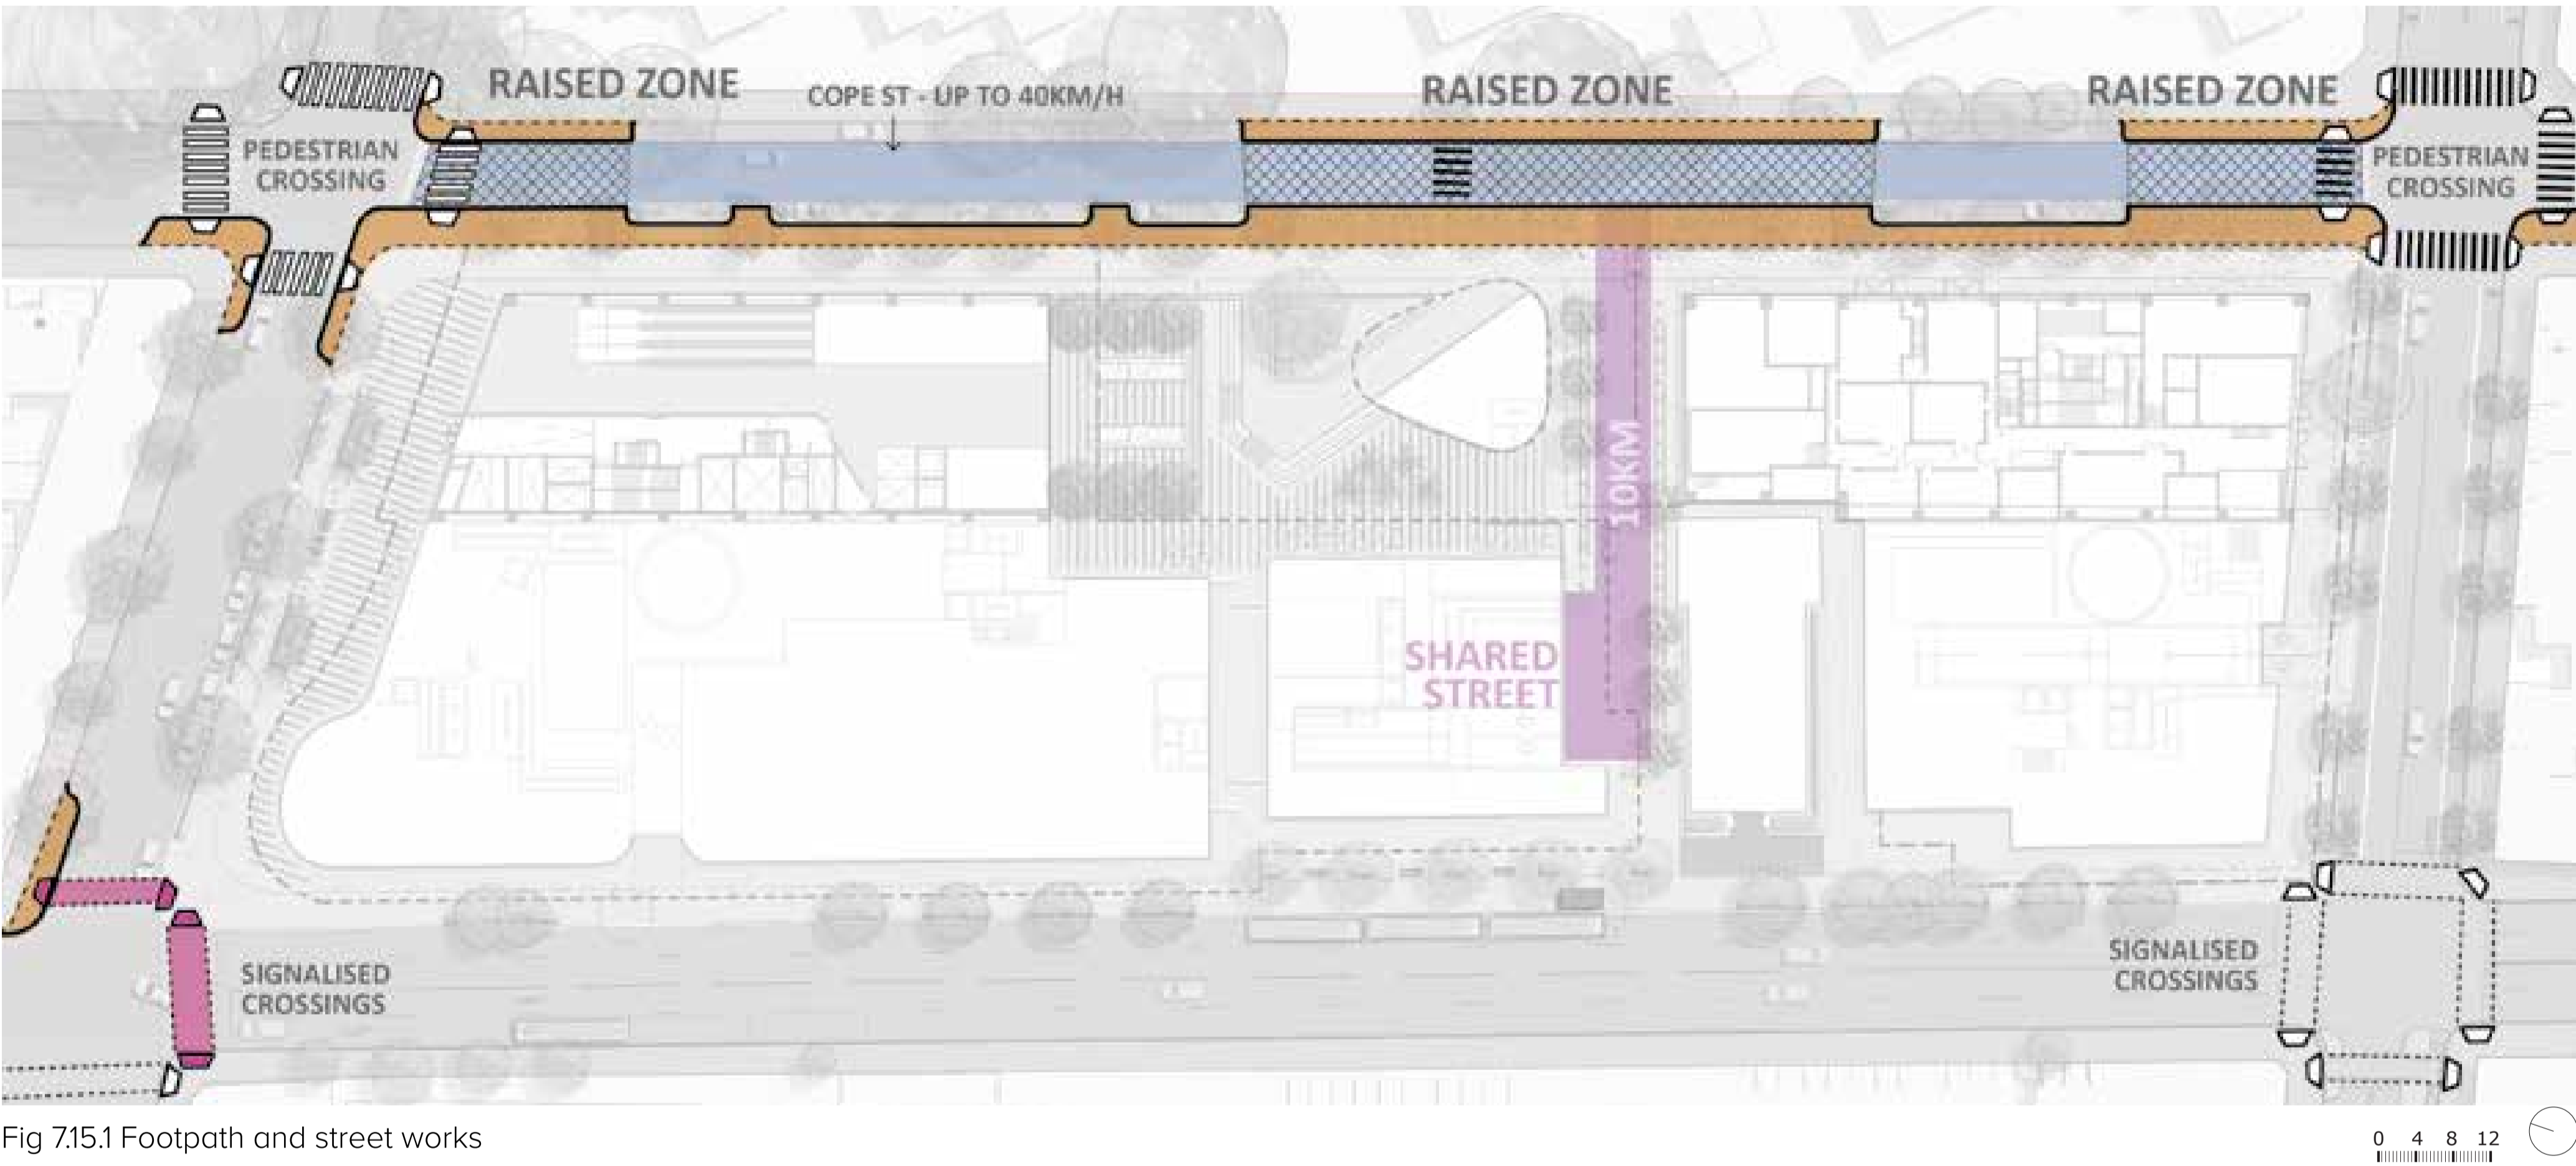 RAISED ZONE
COPE ST - UP TO 40KM/H
RAISED ZONE
RAISED ZONE
PEDESTRIAN
CROSSING
PEDESTRIAN
CROSSING
10KM
SHARED
STREET
SIGNALISED
CROSSINGS
SIGNALISED
CROSSINGS
Fig 7.15.1 Footpath and street works
0 4 8 12